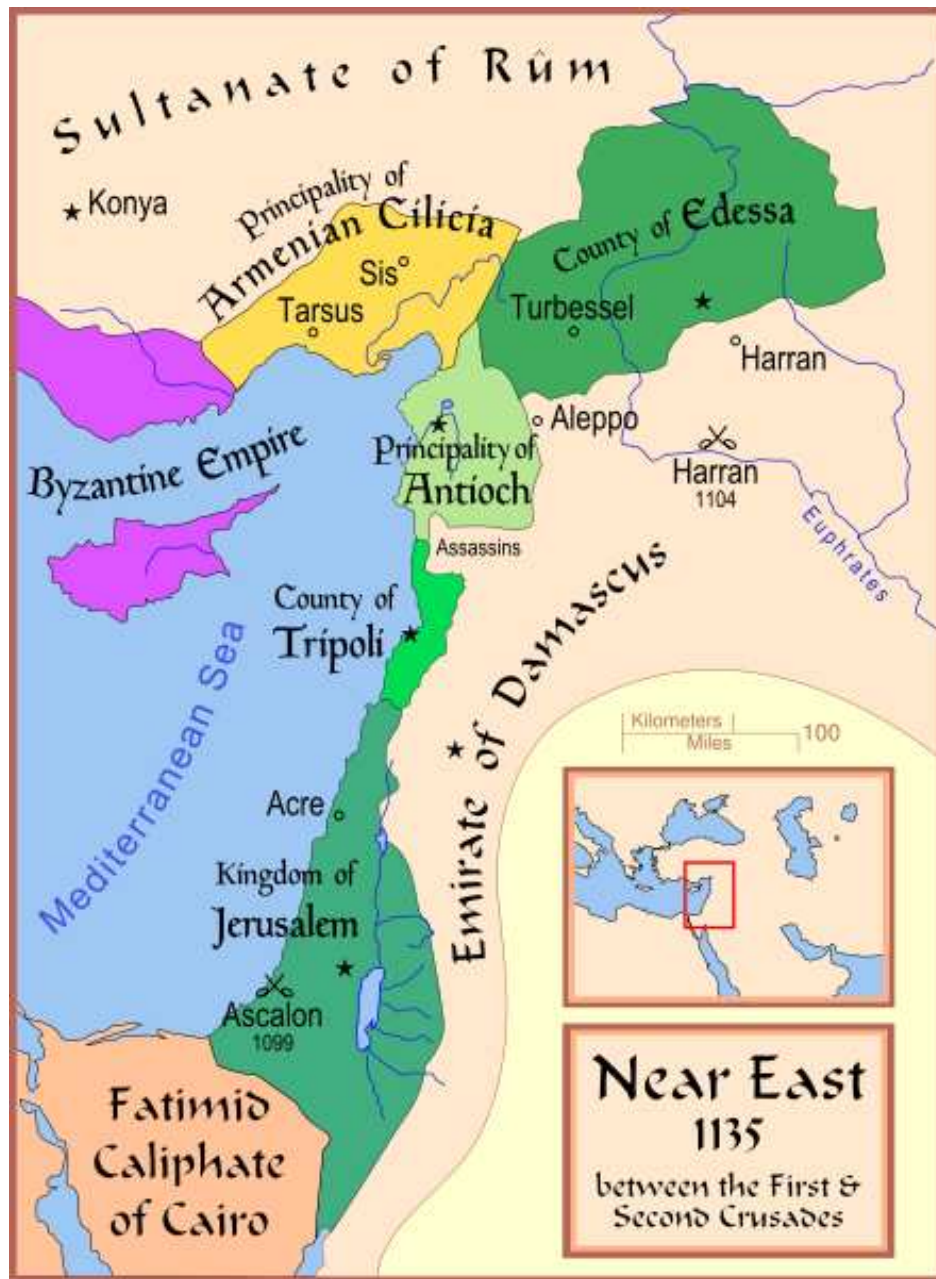 Sultanate of Rûm
Konya
Principality of
Armenian Cilicia
Sis
Tarsus
County of Edessa
Turbessel
Harran
Aleppo
Harran
1104
Euphrates
Principality of
Antioch
Byzantine Empire
Assassins
County of
Tripoli
Mediterranean Sea
Emirate of Damascus
Kilometers
Miles
100
Acre
Kingdom of
Jerusalem
Ascalon
1099
Fatimid
Caliphate
of Cairo
Near East
1135
between the First &
Second Crusades